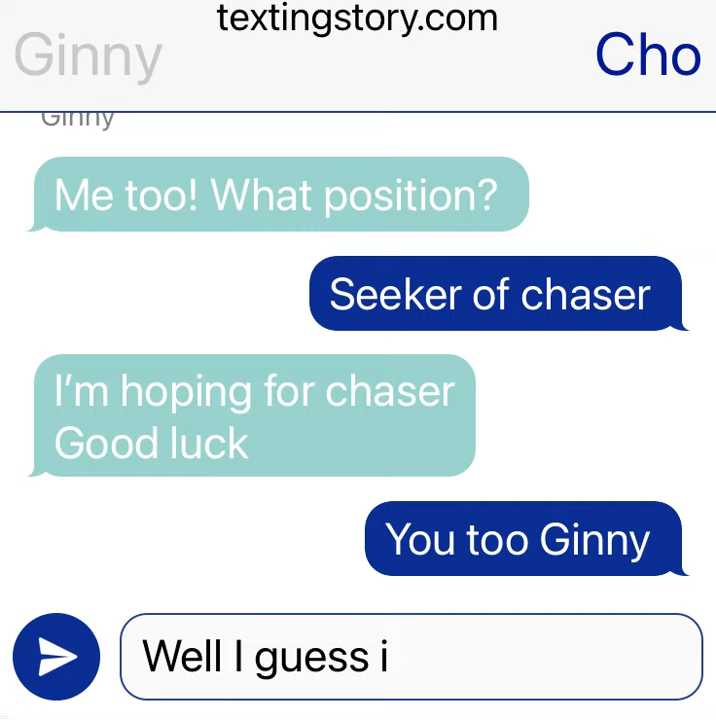 textingstory.com
Ginny
Cho
Ginny
Me too! What position?
Seeker of chaser
I'm hoping for chaser
Good luck
You too Ginny
Well I guess i